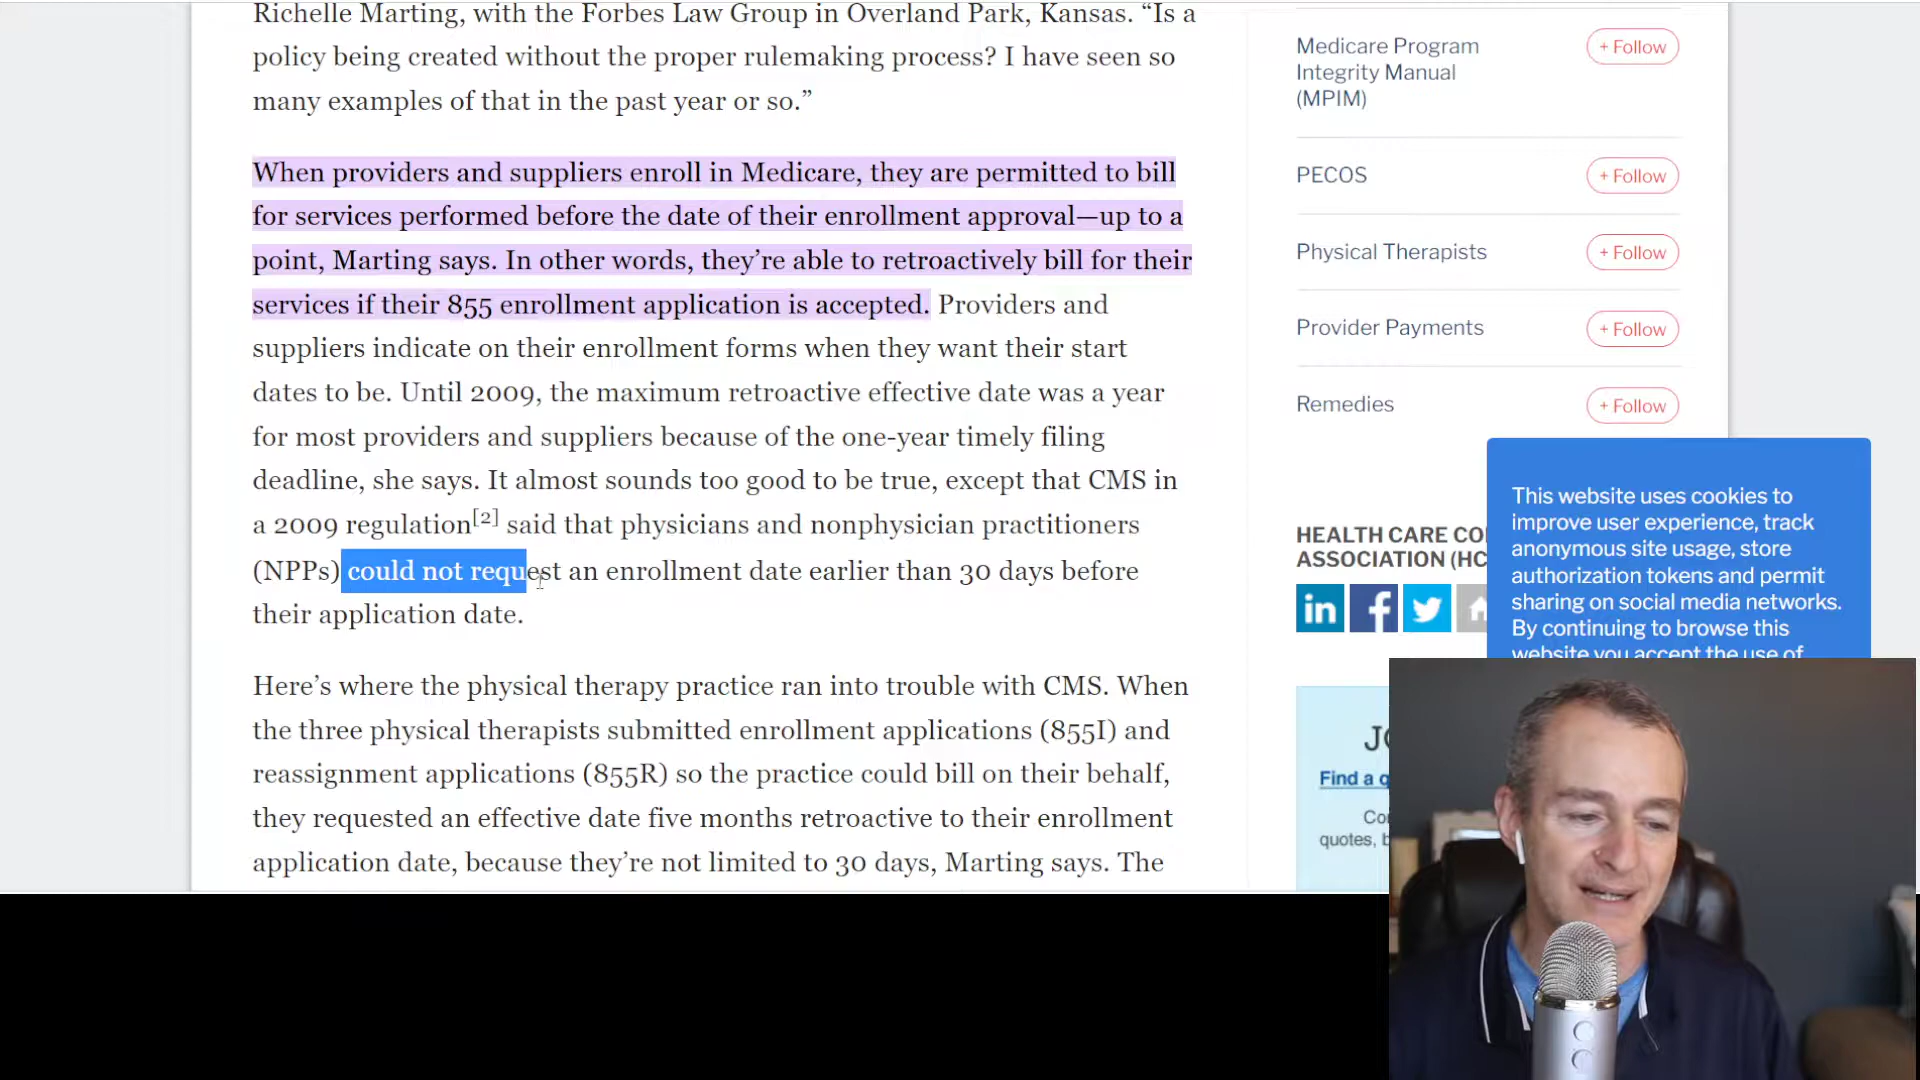 Richelle Marting, with the Forbes Law Group in Overland Park, Kansas. “Is a
policy being created without the proper rulemaking process? I have seen so
many examples of that in the past year or so.”
When providers and suppliers enroll in Medicare, they are permitted to bill
for services performed before the date of their enrollment approval—up to a
point, Marting says. In other words, they’re able to retroactively bill for their
services if their 855 enrollment application is accepted. Providers and
suppliers indicate on their enrollment forms when they want their start
dates to be. Until 2009, the maximum retroactive effective date was a year
for most providers and suppliers because of the one-year timely filing
deadline, she says. It almost sounds too good to be true, except that CMS in
a 2009 regulation[2] said that physicians and nonphysician practitioners
(NPPs) could not request an enrollment date earlier than 30 days before
their application date.
Here’s where the physical therapy practice ran into trouble with CMS. When
the three physical therapists submitted enrollment applications (855I) and
reassignment applications (855R) so the practice could bill on their behalf,
they requested an effective date five months retroactive to their enrollment
application date, because they’re not limited to 30 days, Marting says. The
Medicare Program
Integrity Manual
(MPIM)
+ Follow
PECOS
+ Follow
Physical Therapists
+ Follow
Provider Payments
+ Follow
Remedies
+ Follow
HEALTH CARE CO
ASSOCIATION (HC
in f
This website uses cookies to
improve user experience, track
anonymous site usage, store
authorization tokens and permit
sharing on social media networks.
By continuing to browse this
website you accept the use of
Find a q
quotes, b